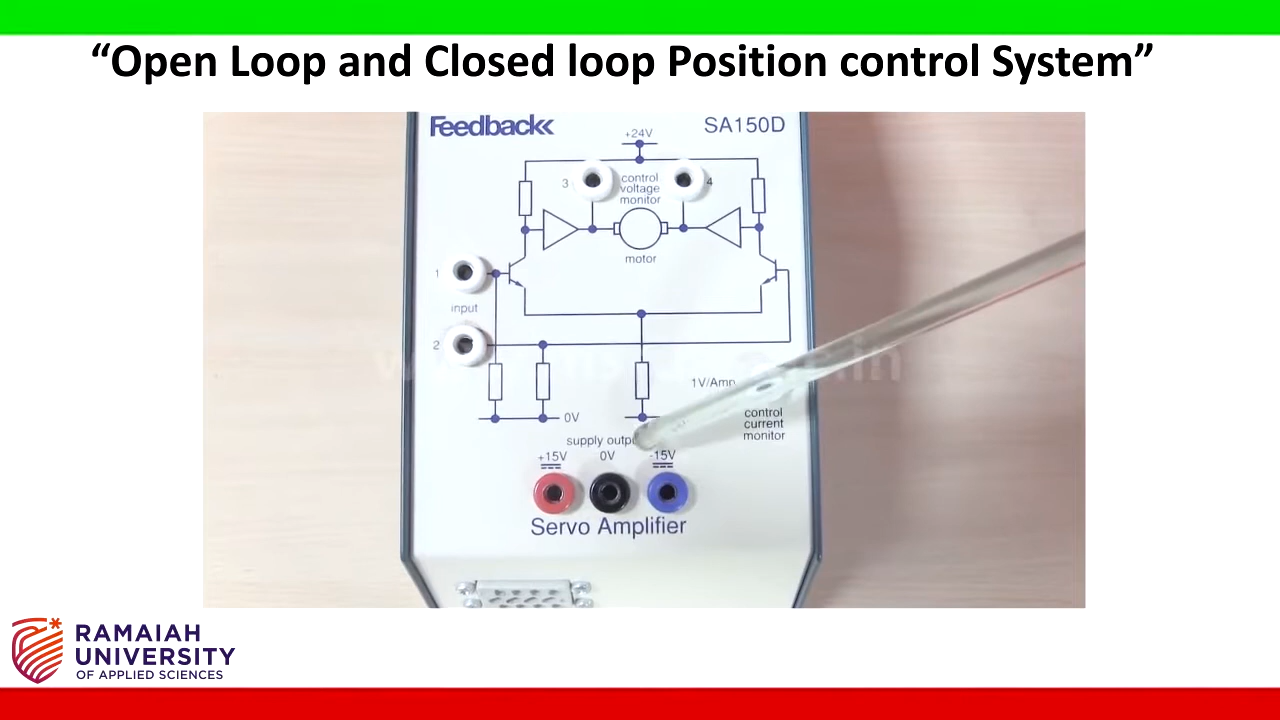 “Open Loop and Closed loop Position control System”
Feedback
SA150D
+24V
3
control
voltage
monitor
4
motor
1
input
2
1V/Amp
0V
control
current
monitor
supply
+15V
0V
-15V
Servo Amplifier
RAMAIAH
UNIVERSITY
OF APPLIED SCIENCES